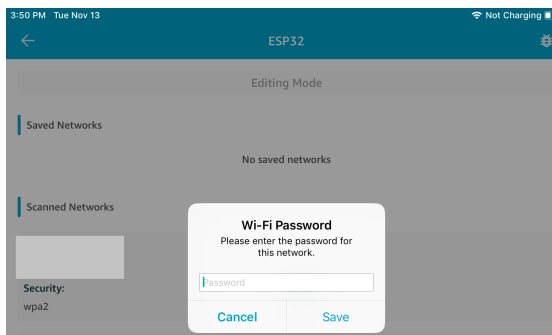 3:50 PM Tue Nov 13
Not Charging
ESP32
Editing Mode
Saved Networks
No saved networks
Scanned Networks
Wi-Fi Password
Please enter the password for
this network.
Password
Cancel
Save
Security:
wpa2